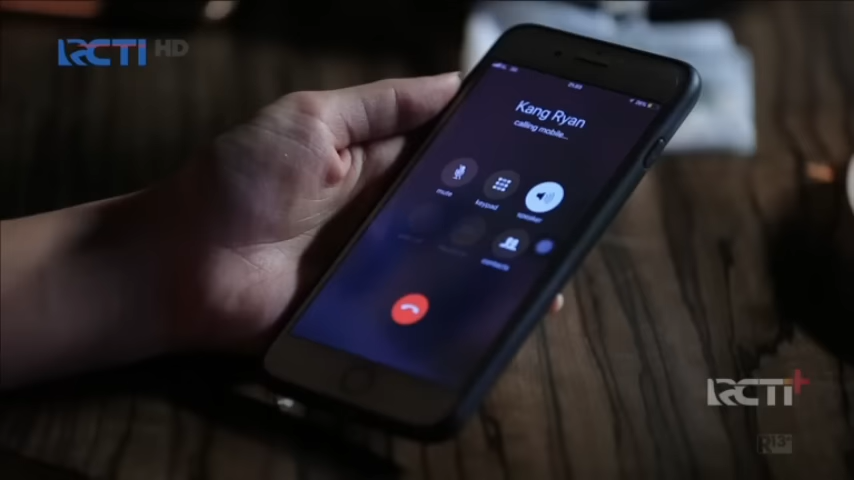 RCTI HD
Kang Ryan
calling mobile...
mute
keypad
speaker
contacts
RCTI+
R13+